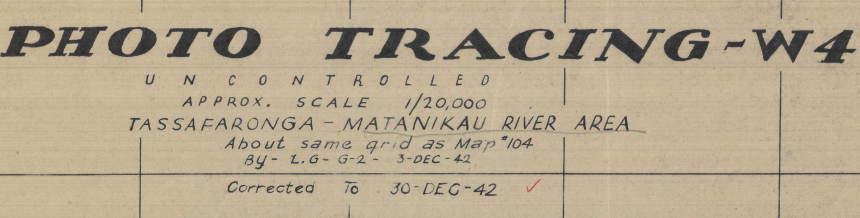 PHOTO TRACING-W4
UNCONTROLLED
APPROX. SCALE 1/20,000
TASSAFARONGA - MATANIKAU RIVER AREA
About same grid as Map #104
By - L.G - G-2 - 3-DEC-42
Corrected To 30-DEC-42 ✓